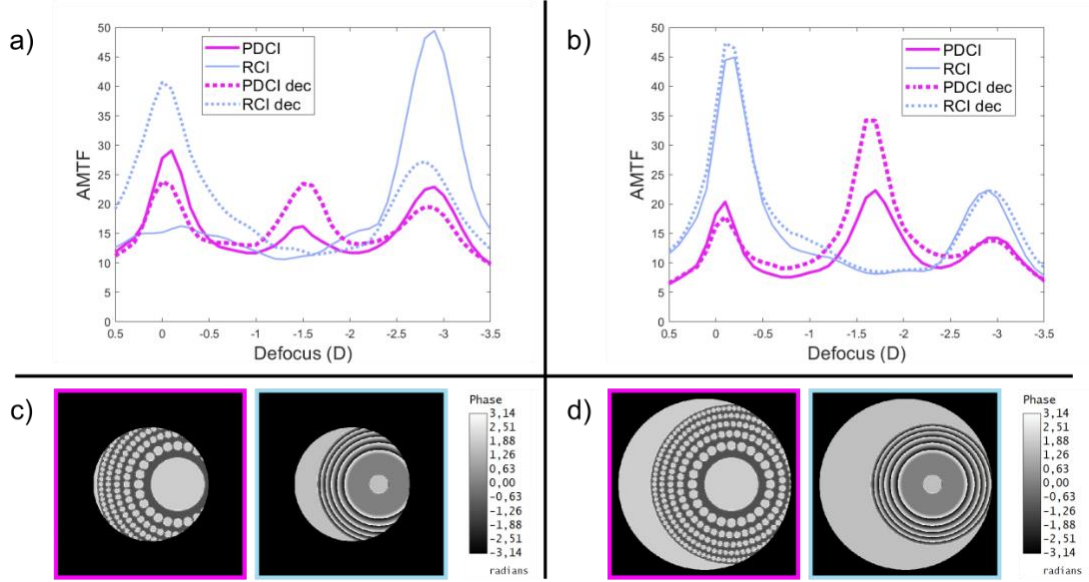 a)
50
45
40
35
30
25
20
15
10
5
0
AMTF
PDCI
RCI
PDCI dec
RCI dec
0.5 0 -0.5 -1 -1.5 -2 -2.5 -3 -3.5
Defocus (D)
b)
50
45
40
35
30
25
20
15
10
5
0
AMTF
PDCI
RCI
PDCI dec
RCI dec
0.5 0 -0.5 -1 -1.5 -2 -2.5 -3 -3.5
Defocus (D)
c)
Phase
3,14
2,51
1,88
1,26
0,63
0,00
-0,63
-1,26
-1,88
-2,51
-3,14
radians
d)
Phase
3,14
2,51
1,88
1,26
0,63
0,00
-0,63
-1,26
-1,88
-2,51
-3,14
radians